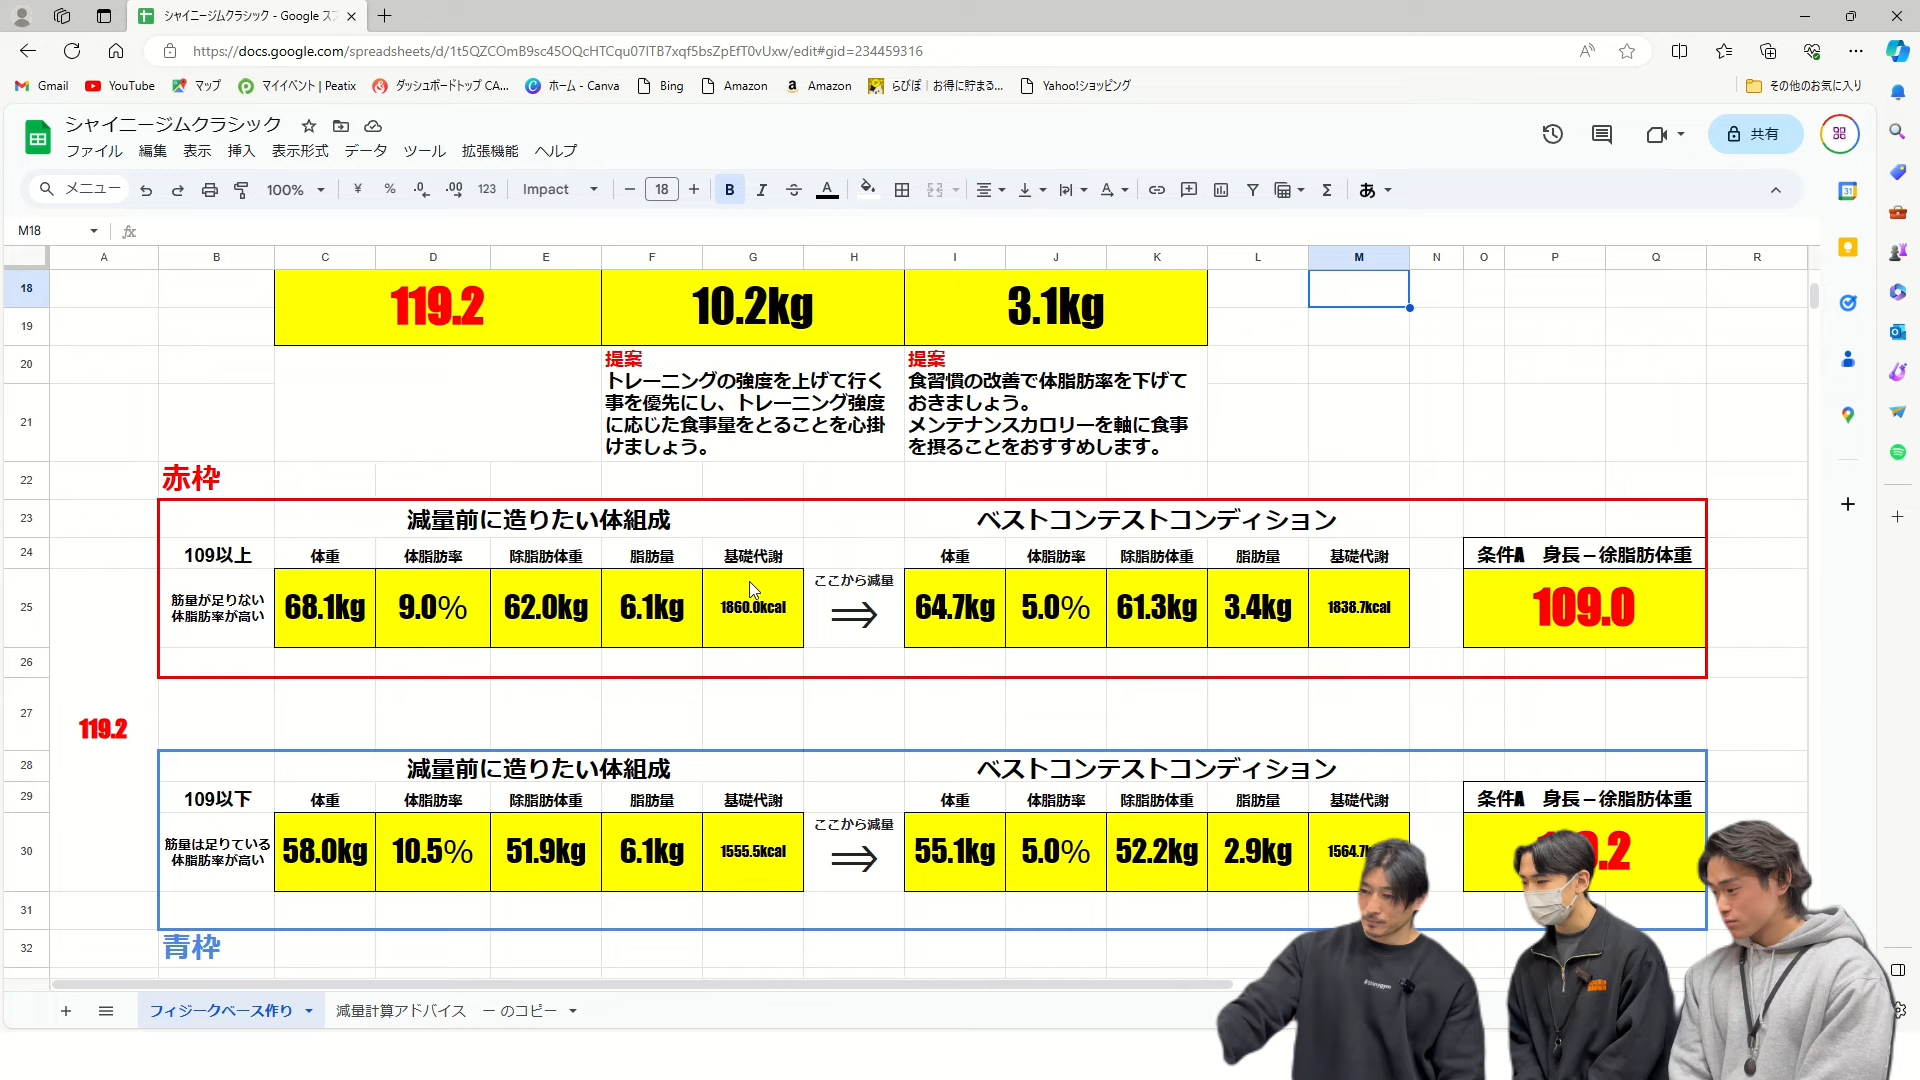 シャイニージムクラシック - Google ス
https://docs.google.com/spreadsheets/d/1t5QZCOmB9sc45OQcHTCqu07ITB7xqf5bsZpEfT0vUxw/edit#gid=234459316
Gmail YouTube マップ マイイベント | Peatix ダッシュボードトップ CA... ホーム - Canva Bing Amazon Amazon らびぽ | お得に貯まる... Yahoo!ショッピング その他のお気に入り
シャイニージムクラシック
ファイル 編集 表示 挿入 表示形式 データ ツール 拡張機能 ヘルプ
共有
メニュー 100% ¥ % .0 .00 123 Impact 18 B I A あ
M18 fx
A B C D E F G H I J K L M N O P Q R
18
19
119.2 10.2kg 3.1kg
20
提案
トレーニングの強度を上げて行く
事を優先にし、トレーニング強度
に応じた食事量をとることを心掛
けましょう。
提案
食習慣の改善で体脂肪率を下げて
おきましょう。
メンテナンスカロリーを軸に食事
を摂ることをおすすめします。
21
22 赤枠
23 減量前に造りたい体組成 ベストコンテストコンディション
24 109以上 体重 体脂肪率 除脂肪体重 脂肪量 基礎代謝 体重 体脂肪率 除脂肪体重 脂肪量 基礎代謝 条件A 身長－徐脂肪体重
ここから減量
25 筋量が足りない
体脂肪率が高い
68.1kg 9.0% 62.0kg 6.1kg 1860.0kcal ⇒ 64.7kg 5.0% 61.3kg 3.4kg 1838.7kcal 109.0
26
27
119.2
28 減量前に造りたい体組成 ベストコンテストコンディション
29 109以下 体重 体脂肪率 除脂肪体重 脂肪量 基礎代謝 体重 体脂肪率 除脂肪体重 脂肪量 基礎代謝 条件A 身長－徐脂肪体重
ここから減量
30 筋量は足りている
体脂肪率が高い
58.0kg 10.5% 51.9kg 6.1kg 1555.5kcal ⇒ 55.1kg 5.0% 52.2kg 2.9kg
31
32 青枠
フィジークベース作り 減量計算アドバイス ー のコピー